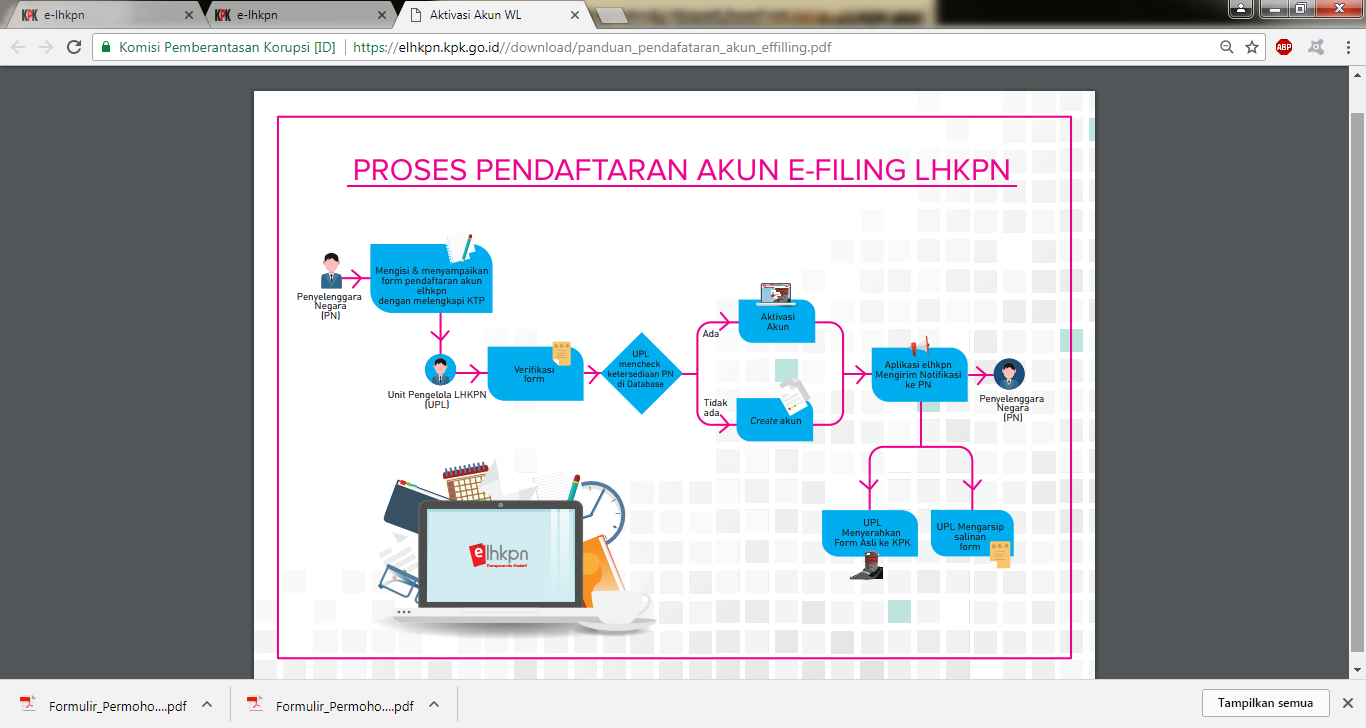 e-lhkpn
e-lhkpn
Aktivasi Akun WL
Komisi Pemberantasan Korupsi [ID]
https://elhkpn.kpk.go.id//download/panduan_pendafataran_akun_effilling.pdf
ABP
PROSES PENDAFTARAN AKUN E-FILING LHKPN
Penyelenggara
Negara
(PN)
Mengisi & menyampaikan
form pendaftaran akun
elhkpn
dengan melengkapi KTP
Unit Pengelola LHKPN
(UPL)
Verifikasi
form
UPL
mencheck
ketersediaan PN
di Database
Ada
Aktivasi
Akun
Tidak
ada
Create akun
Aplikasi elhkpn
Mengirim Notifikasi
ke PN
Penyelenggara
Negara
(PN)
UPL
Menyerahkan
Form Asli ke KPK
UPL Mengarsip
salinan
form
elhkpn
Formulir_Permoho....pdf
Formulir_Permoho....pdf
Tampilkan semua